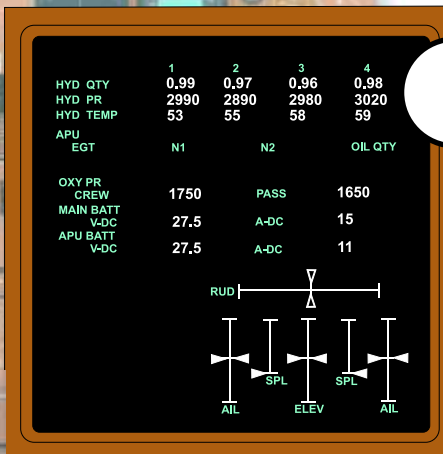 1 2 3 4
HYD QTY 0.99 0.97 0.96 0.98
HYD PR 2990 2890 2980 3020
HYD TEMP 53 55 58 59
APU
EGT N1 N2 OIL QTY
OXY PR
CREW 1750 PASS 1650
MAIN BATT
V-DC 27.5 A-DC 15
APU BATT
V-DC 27.5 A-DC 11
RUD
SPL SPL
AIL ELEV AIL